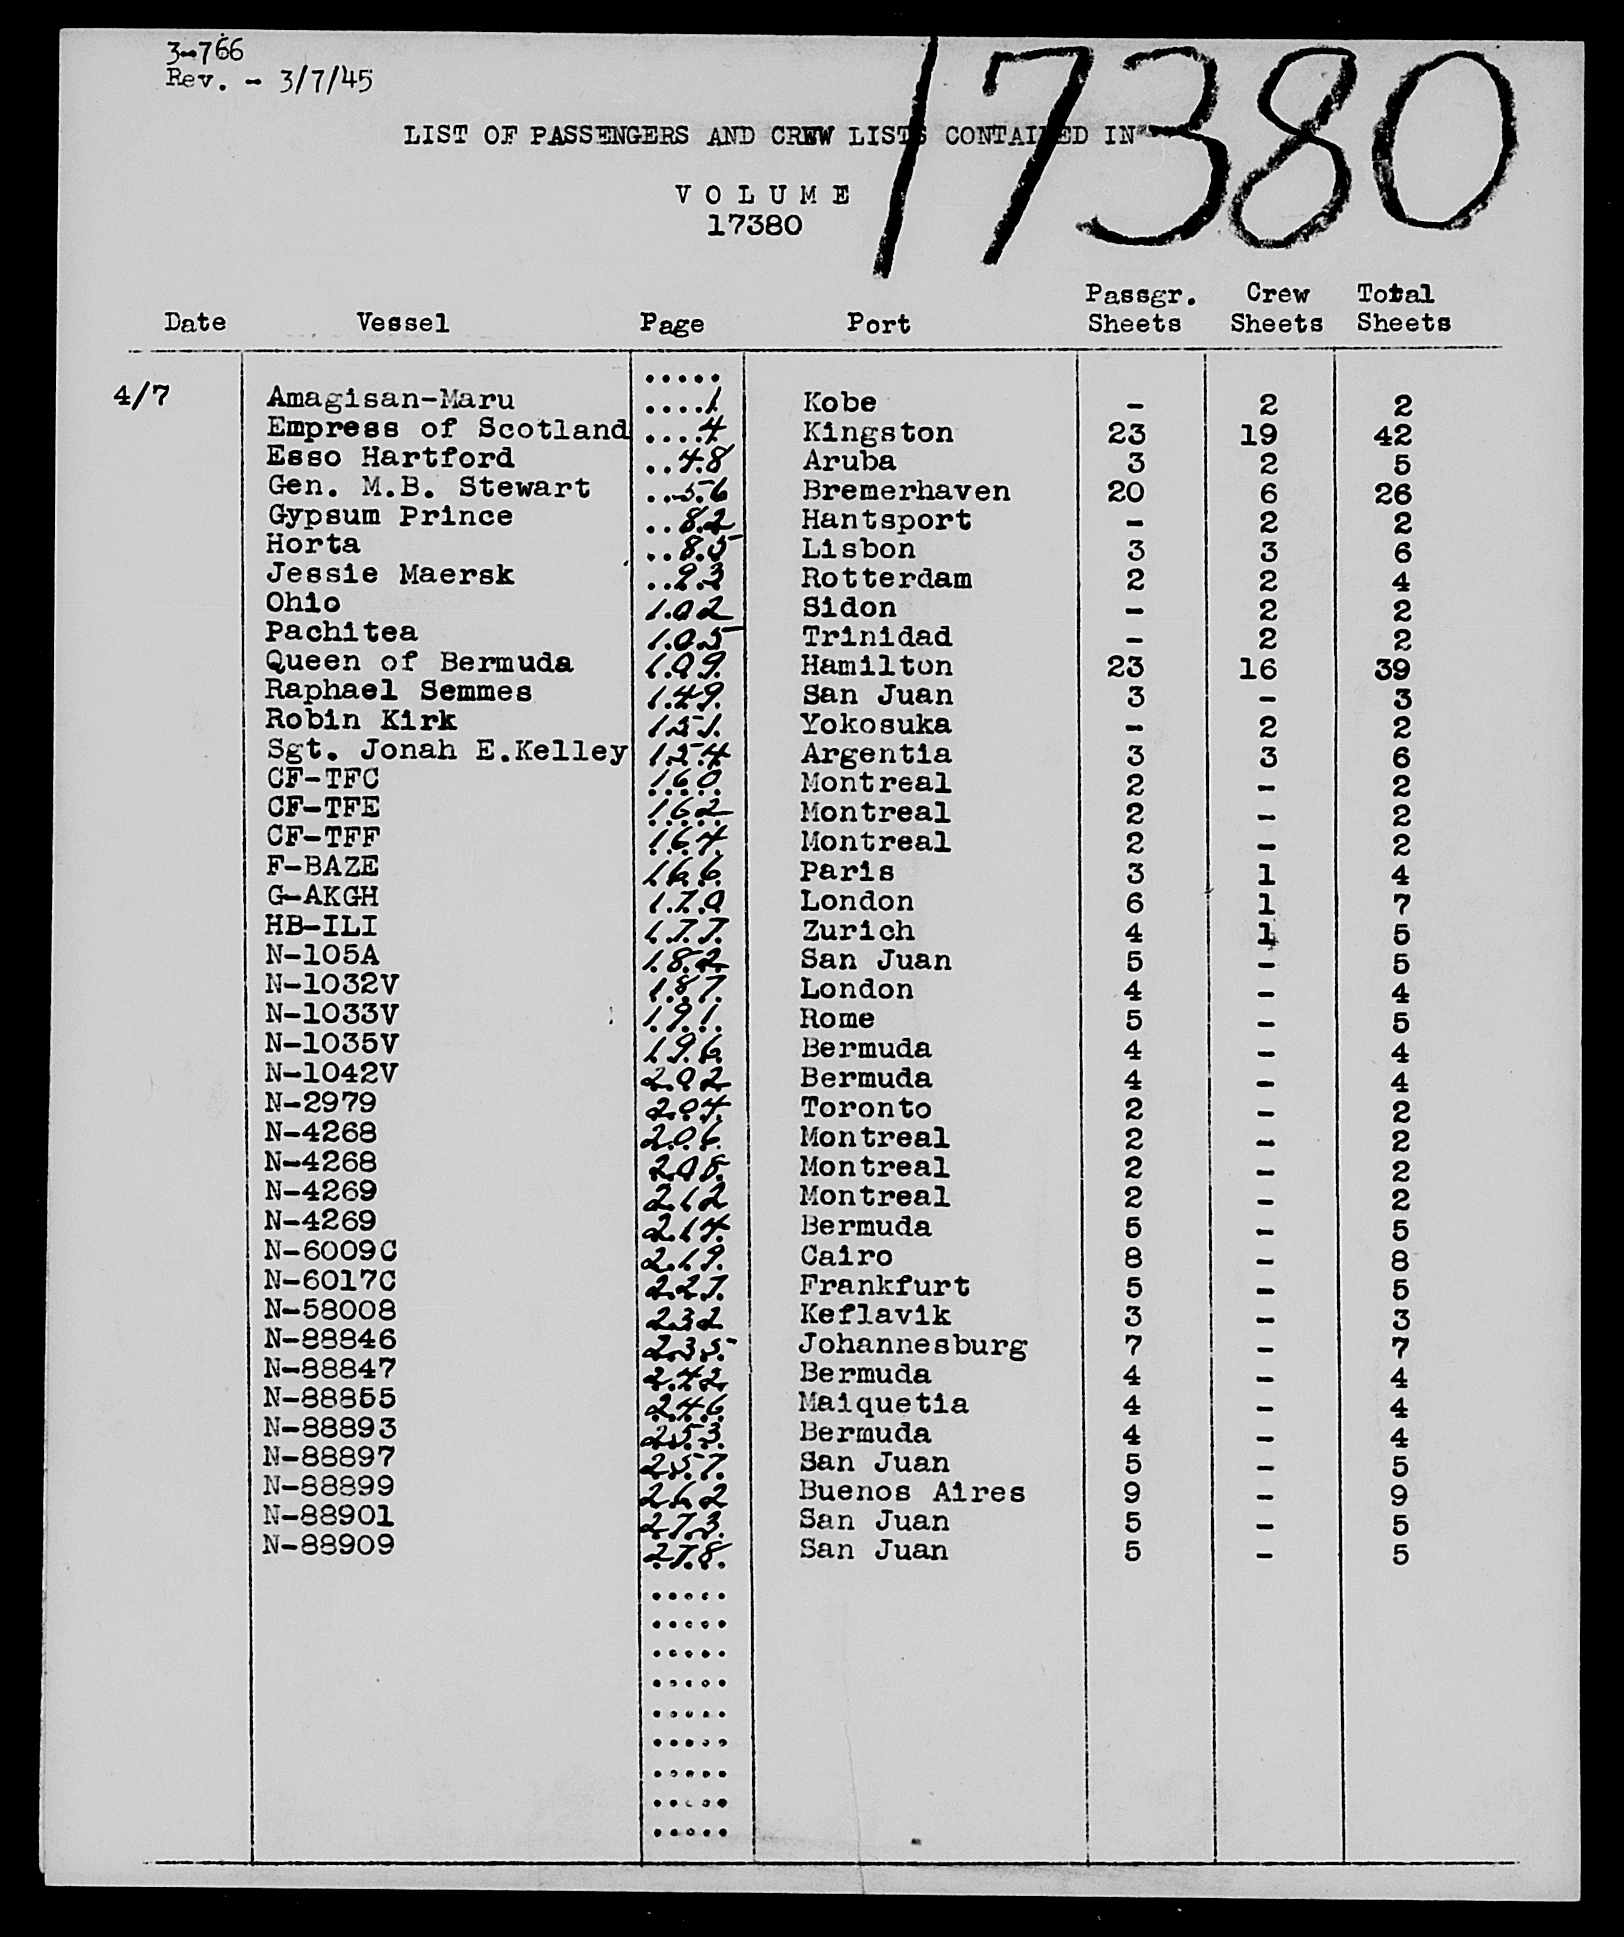 3-766
Rev. - 3/7/45
17380
LIST OF PASSENGERS AND CREW LISTS CONTAINED IN
VOLUME
17380
Date Vessel Page Port Passgr. Sheets Crew Sheets Total Sheets
.....
4/7 Amagisan-Maru ....1 Kobe - 2 2
Empress of Scotland ....4 Kingston 23 19 42
Esso Hartford ..48 Aruba 3 2 5
Gen. M.B. Stewart ..56 Bremerhaven 20 6 26
Gypsum Prince ..82 Hantsport - 2 2
Horta ..85 Lisbon 3 3 6
Jessie Maersk ..93 Rotterdam 2 2 4
Ohio 102 Sidon - 2 2
Pachitea 105 Trinidad - 2 2
Queen of Bermuda 109 Hamilton 23 16 39
Raphael Semmes 149 San Juan 3 - 3
Robin Kirk 151 Yokosuka - 2 2
Sgt. Jonah E.Kelley 154 Argentia 3 3 6
CF-TFC 160 Montreal 2 - 2
CF-TFE 162 Montreal 2 - 2
CF-TFF 164 Montreal 2 - 2
F-BAZE 166 Paris 3 1 4
G-AKGH 170 London 6 1 7
HB-ILI 177 Zurich 4 1 5
N-105A 182 San Juan 5 - 5
N-1032V 187 London 4 - 4
N-1033V 191 Rome 5 - 5
N-1035V 196 Bermuda 4 - 4
N-1042V 202 Bermuda 4 - 4
N-2979 204 Toronto 2 - 2
N-4268 206 Montreal 2 - 2
N-4268 208 Montreal 2 - 2
N-4269 212 Montreal 2 - 2
N-4269 214 Bermuda 5 - 5
N-6009C 219 Cairo 8 - 8
N-6017C 227 Frankfurt 5 - 5
N-58008 232 Keflavik 3 - 3
N-88846 235 Johannesburg 7 - 7
N-88847 242 Bermuda 4 - 4
N-88855 246 Maiquetia 4 - 4
N-88893 253 Bermuda 4 - 4
N-88897 257 San Juan 5 - 5
N-88899 262 Buenos Aires 9 - 9
N-88901 273 San Juan 5 - 5
N-88909 278 San Juan 5 - 5
.....
.....
.....
.....
.....
.....
.....
.....
.....